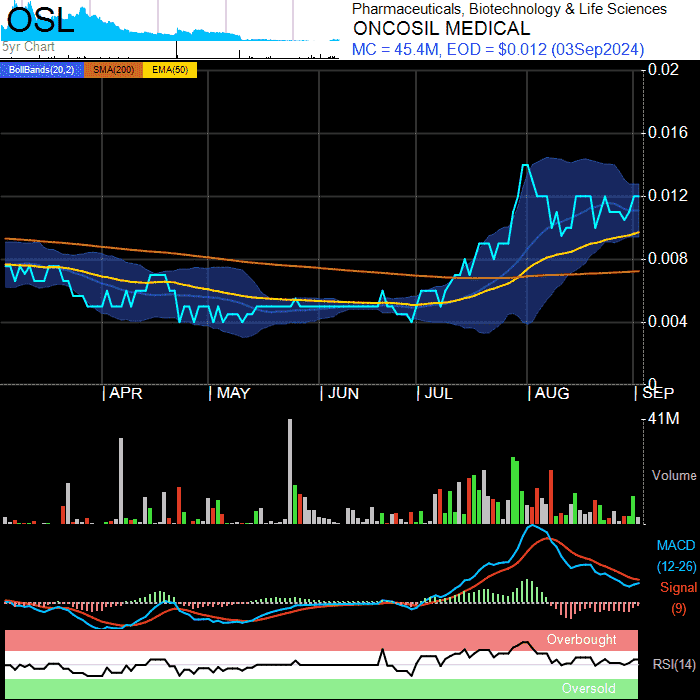 OSL
5yr Chart
Pharmaceuticals, Biotechnology & Life Sciences
ONCOSIL MEDICAL
MC = 45.4M, EOD = $0.012 (03Sep2024)
BollBands(20,2) SMA(200) EMA(50)
0.02
0.016
0.012
0.008
0.004
0
APR MAY JUN JUL AUG SEP
41M
Volume
MACD
(12-26)
Signal
(9)
Overbought
RSI(14)
Oversold